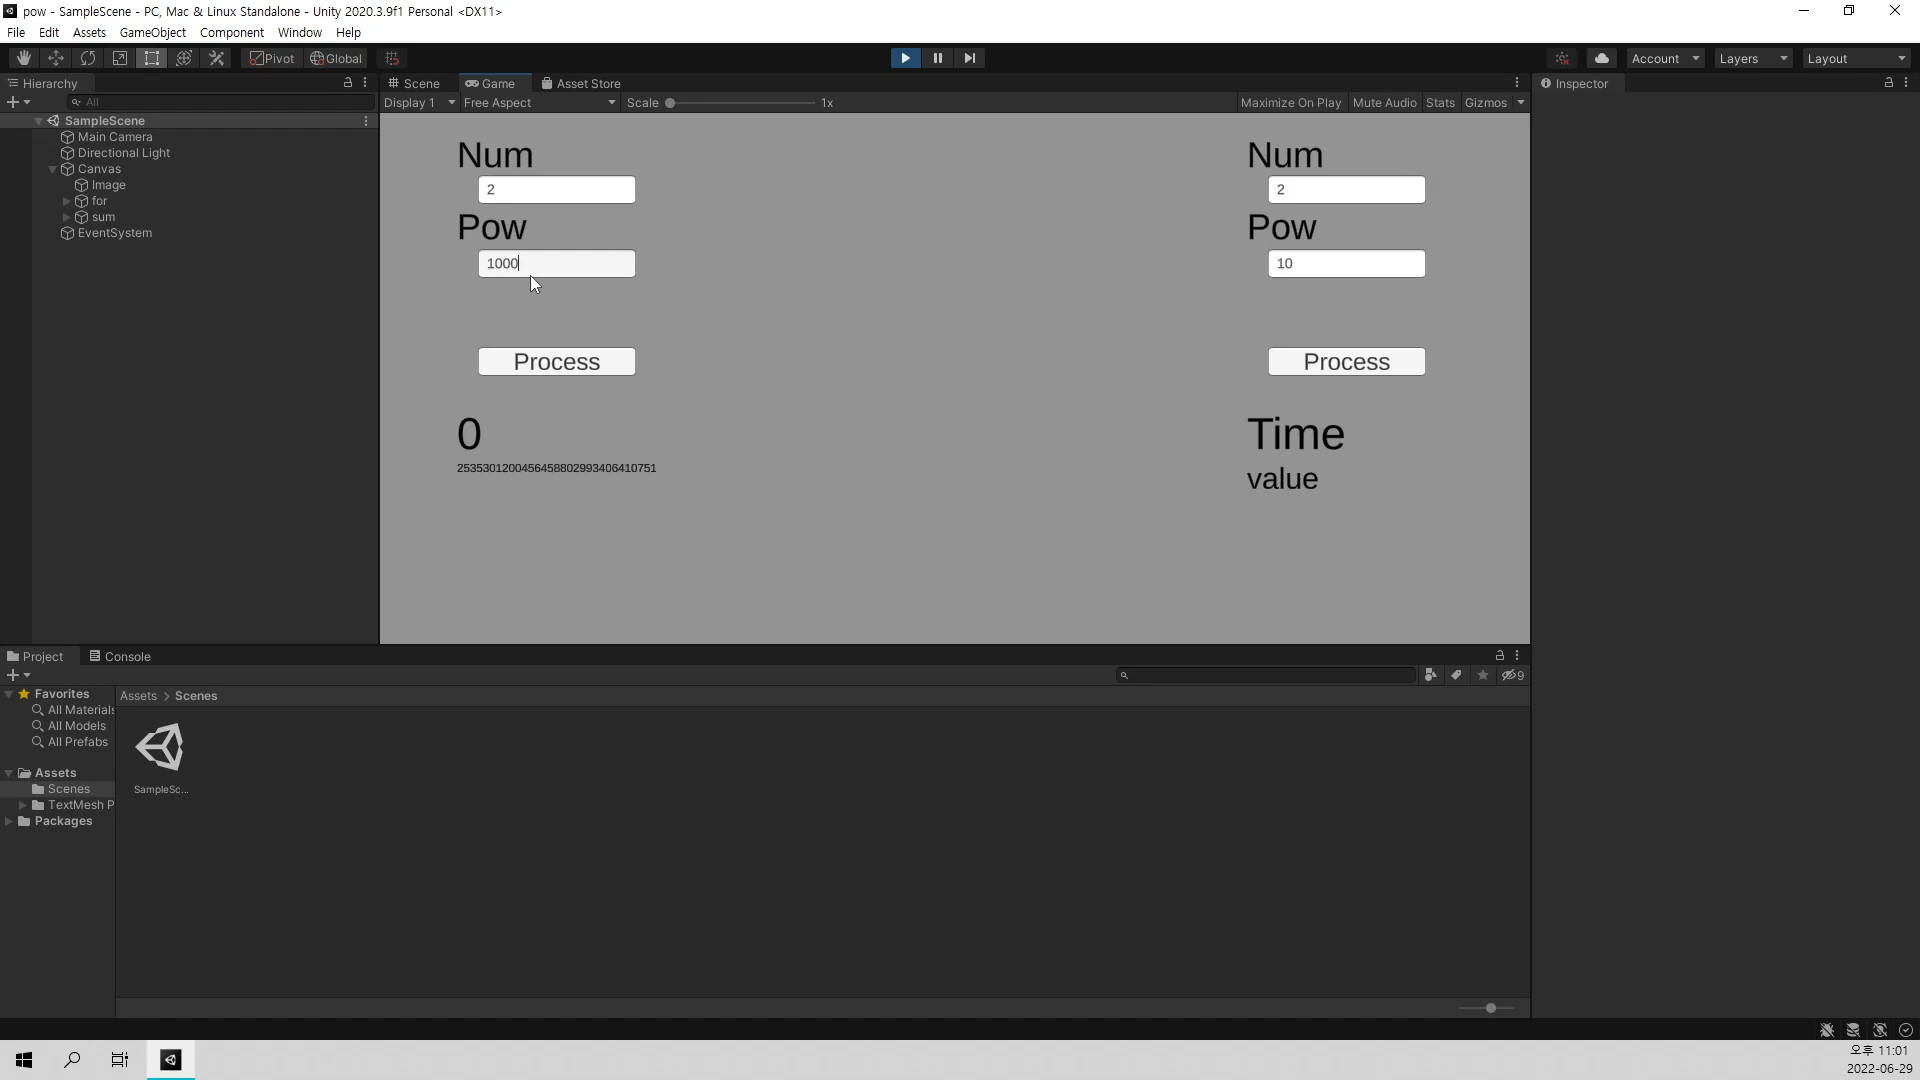 pow - SampleScene - PC, Mac & Linux Standalone - Unity 2020.3.9f1 Personal <DX11>
File Edit Assets GameObject Component Window Help
Pivot Global
Account Layers Layout
Hierarchy
Scene Game Asset Store
Inspector
All
Display 1 Free Aspect Scale 1x
Maximize On Play Mute Audio Stats Gizmos
SampleScene
Main Camera
Directional Light
Canvas
Image
for
sum
EventSystem
Num
2
Pow
1000
Process
0
2535301200456458802993406410751
Num
2
Pow
10
Process
Time
value
Project Console
9
Favorites
All Materials
All Models
All Prefabs
Assets
Scenes
TextMesh P
Packages
Assets > Scenes
SampleSc...
오후 11:01
2022-06-29